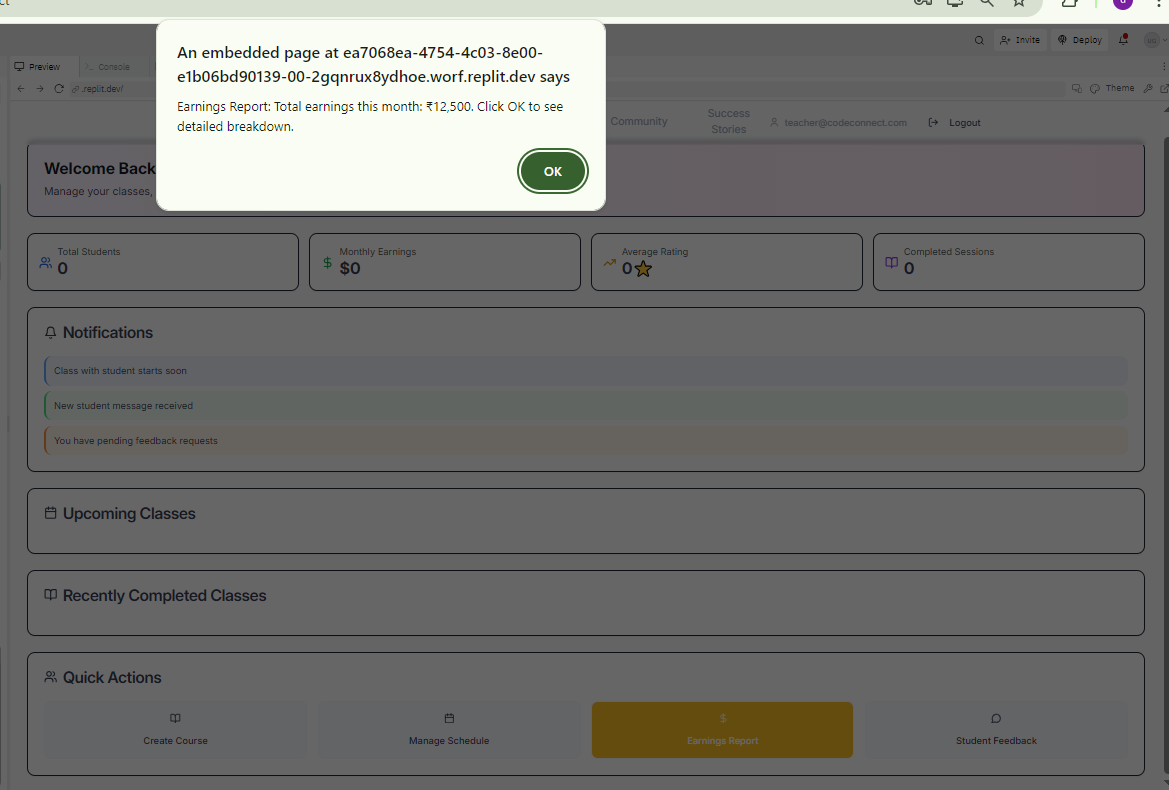 An embedded page at ea7068ea-4754-4c03-8e00-
e1b06bd90139-00-2gqnrux8ydhoe.worf.replit.dev says
Earnings Report: Total earnings this month: ₹12,500. Click OK to see
detailed breakdown.
OK
Invite
Deploy
Preview
Console
.replit.dev/
Theme
Community
Success
Stories
teacher@codeconnect.com
Logout
Welcome Back
Manage your classes,
Total Students
0
Monthly Earnings
$0
Average Rating
0
Completed Sessions
0
Notifications
Class with student starts soon
New student message received
You have pending feedback requests
Upcoming Classes
Recently Completed Classes
Quick Actions
Create Course
Manage Schedule
Earnings Report
Student Feedback